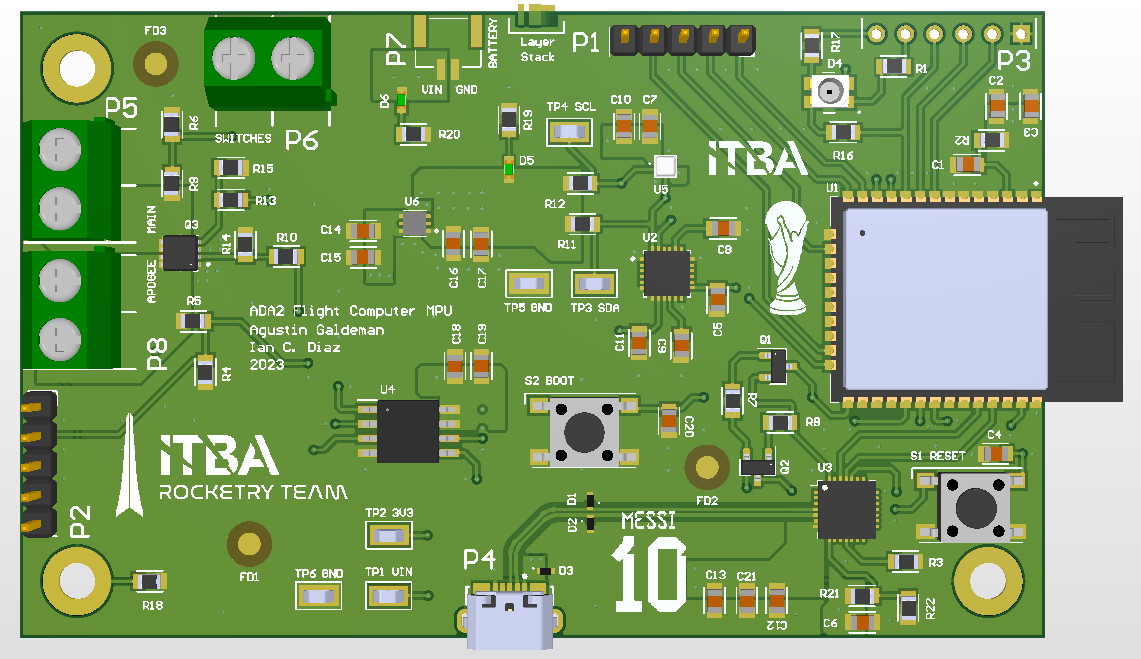 FD3
P7
BATTERY
Layer
Stack
P1
R17
P3
D4
R1
C2
C3
VIN GND
D6
P5
R6
SWITCHES
P6
R20
R19
TP4 SCL
C10 C7
R16
R2
C1
ITBA
D5
R15
R9
R13
R12
U5
U1
MAIN
Q3
U6
C14
R14
R10
C15
C16
C17
R11
U2
C8
APOGEE
TP5 GND
TP3 SDA
C5
R5
ADA2 Flight Computer MPU
Agustin Galdeman
Ian C. Diaz
2023
P8
R4
C18
C19
C11
C9
Q1
U4
S2 BOOT
R7
R8
C20
ITBA
ROCKETRY TEAM
P2
Q2
U3
C4
S1 RESET
FD2
TP2 3V3
D1
D2
MESSI
10
FD1
P4
D3
R3
TP6 GND
TP1 VIN
R18
C13
C21
C12
R21
R22
C6